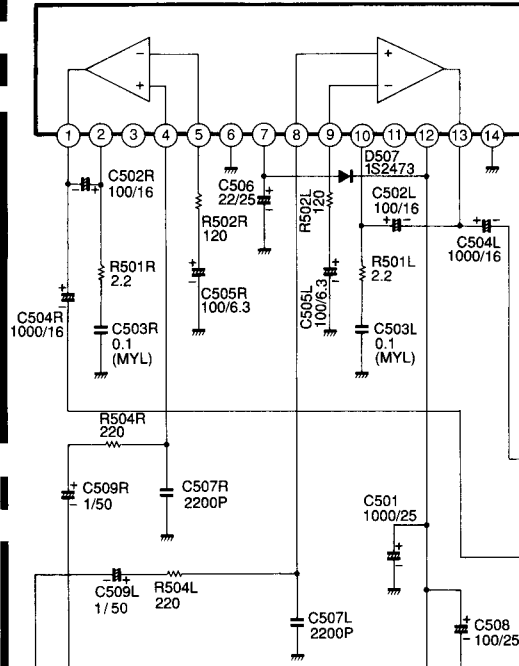 − + + −
1 2 3 4 5 6 7 8 9 10 11 12 13 14
C502R
100/16
C506
22/25
R502L
120
D507
1S2473
C502L
100/16
R502R
120
C504L
1000/16
R501R
2.2
R501L
2.2
C505R
100/6.3
C505L
100/6.3
C504R
1000/16
C503R
0.1
(MYL)
C503L
0.1
(MYL)
R504R
220
C509R
1/50
C507R
2200P
C501
1000/25
C509L
1/50
R504L
220
C507L
2200P
C508
100/25